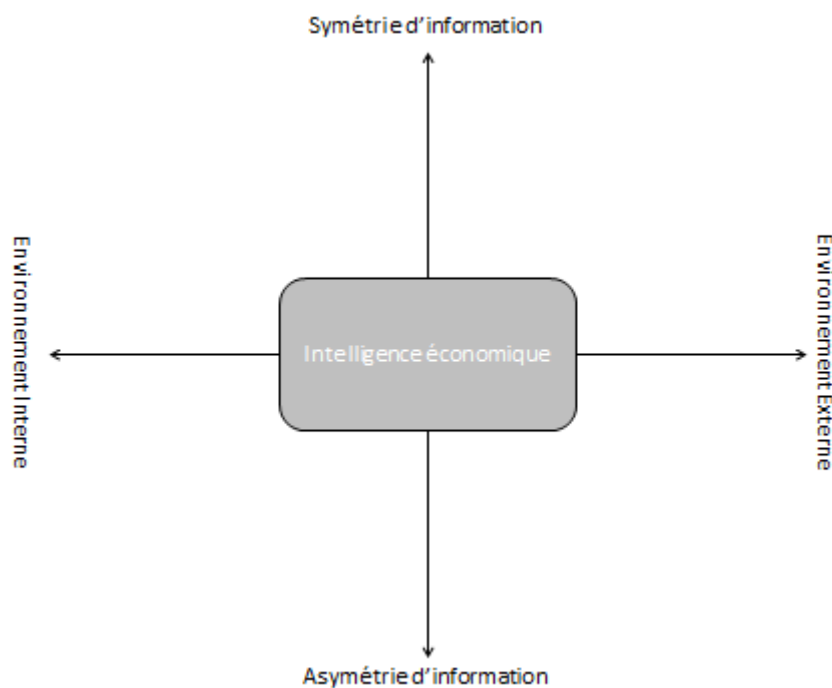 Symétrie d’information
Environnement Interne
Intelligence économique
Environnement Externe
Asymétrie d’information